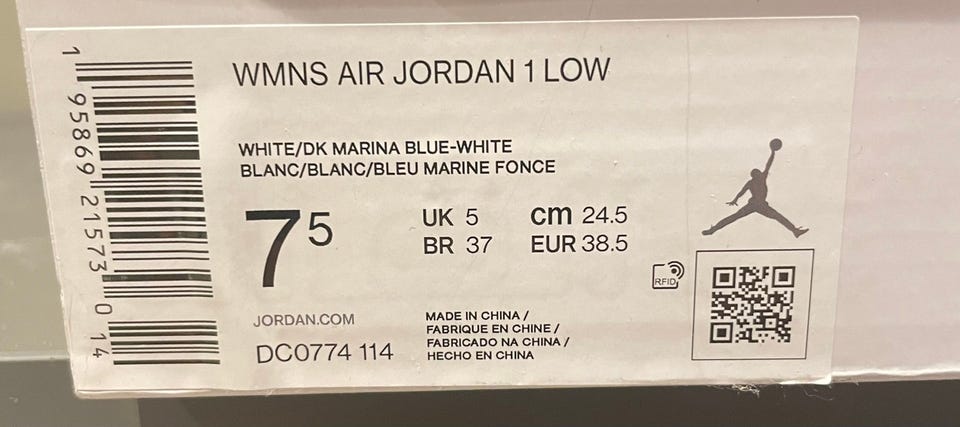 WMNS AIR JORDAN 1 LOW
WHITE/DK MARINA BLUE-WHITE
BLANC/BLANC/BLEU MARINE FONCE
7 5
UK 5
cm 24.5
BR 37
EUR 38.5
RFID
JORDAN.COM
DC0774 114
MADE IN CHINA /
FABRIQUE EN CHINE /
FABRICADO NA CHINA /
HECHO EN CHINA
1 95869 21573 0 14